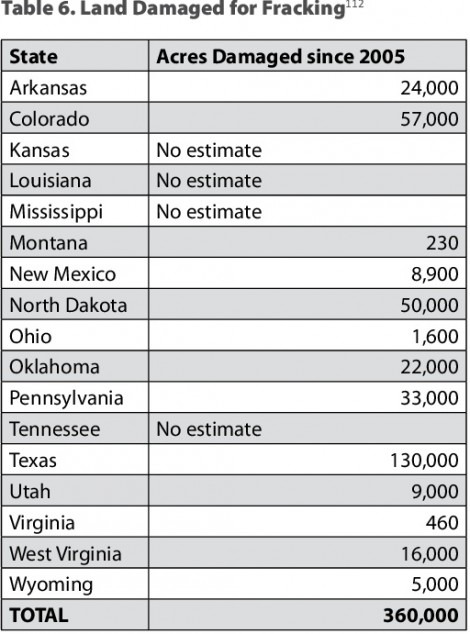 Table 6. Land Damaged for Fracking112
State Acres Damaged since 2005
Arkansas 24,000
Colorado 57,000
Kansas No estimate
Louisiana No estimate
Mississippi No estimate
Montana 230
New Mexico 8,900
North Dakota 50,000
Ohio 1,600
Oklahoma 22,000
Pennsylvania 33,000
Tennessee No estimate
Texas 130,000
Utah 9,000
Virginia 460
West Virginia 16,000
Wyoming 5,000
TOTAL 360,000